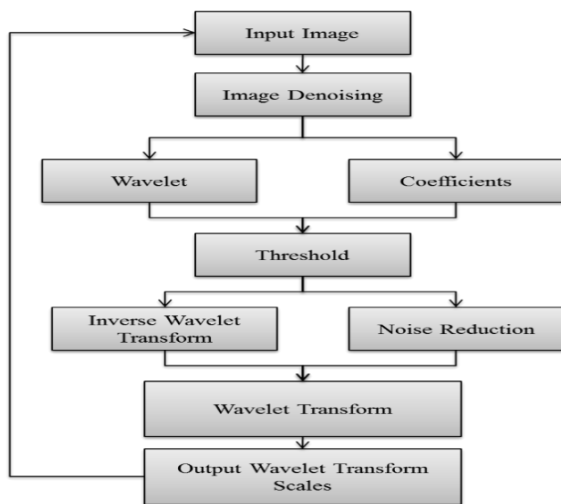 Input Image
Image Denoising
Wavelet
Coefficients
Threshold
Inverse Wavelet
Transform
Noise Reduction
Wavelet Transform
Output Wavelet Transform
Scales